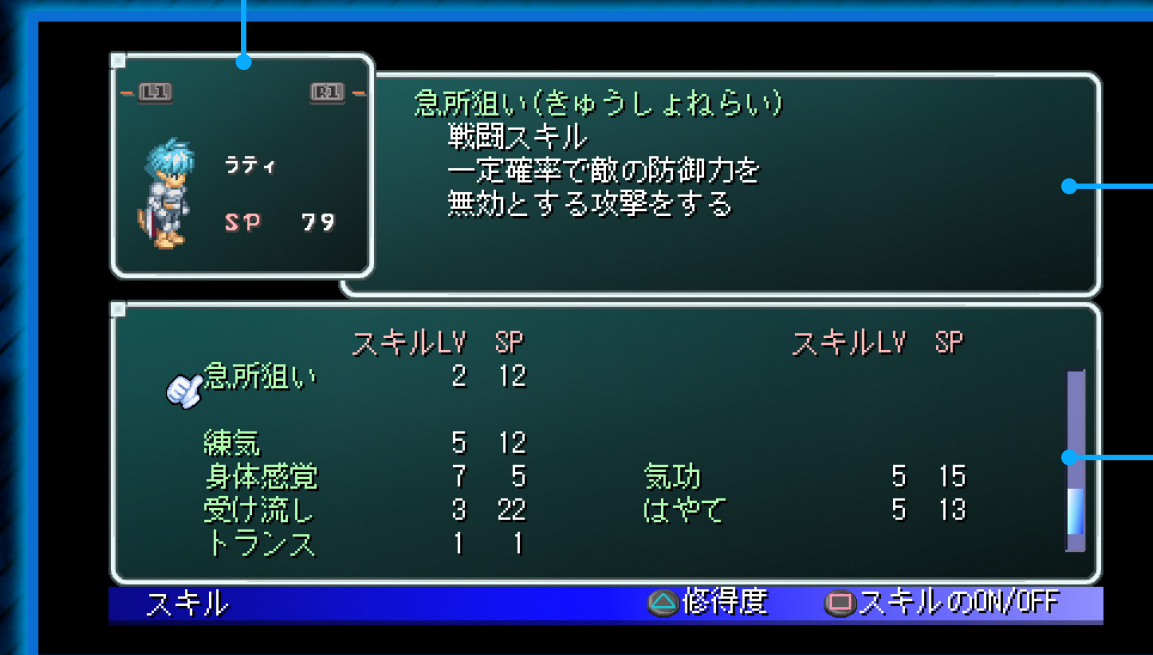 L1 R1
ラティ
SP 79
急所狙い(きゅうしょねらい)
戦闘スキル
一定確率で敵の防御力を
無効とする攻撃をする
スキルLV SP スキルLV SP
急所狙い 2 12
練気 5 12
身体感覚 7 5 気功 5 15
受け流し 3 22 はやて 5 13
トランス 1 1
スキル 修得度 スキルのON/OFF